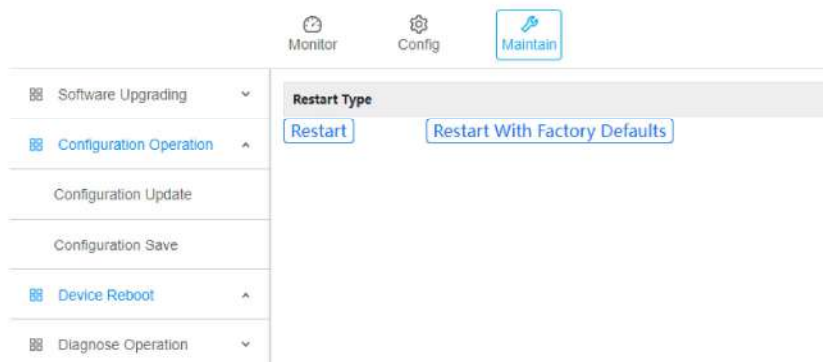 Monitor
Config
Maintain
Software Upgrading
Configuration Operation
Configuration Update
Configuration Save
Device Reboot
Diagnose Operation
Restart Type
Restart
Restart With Factory Defaults